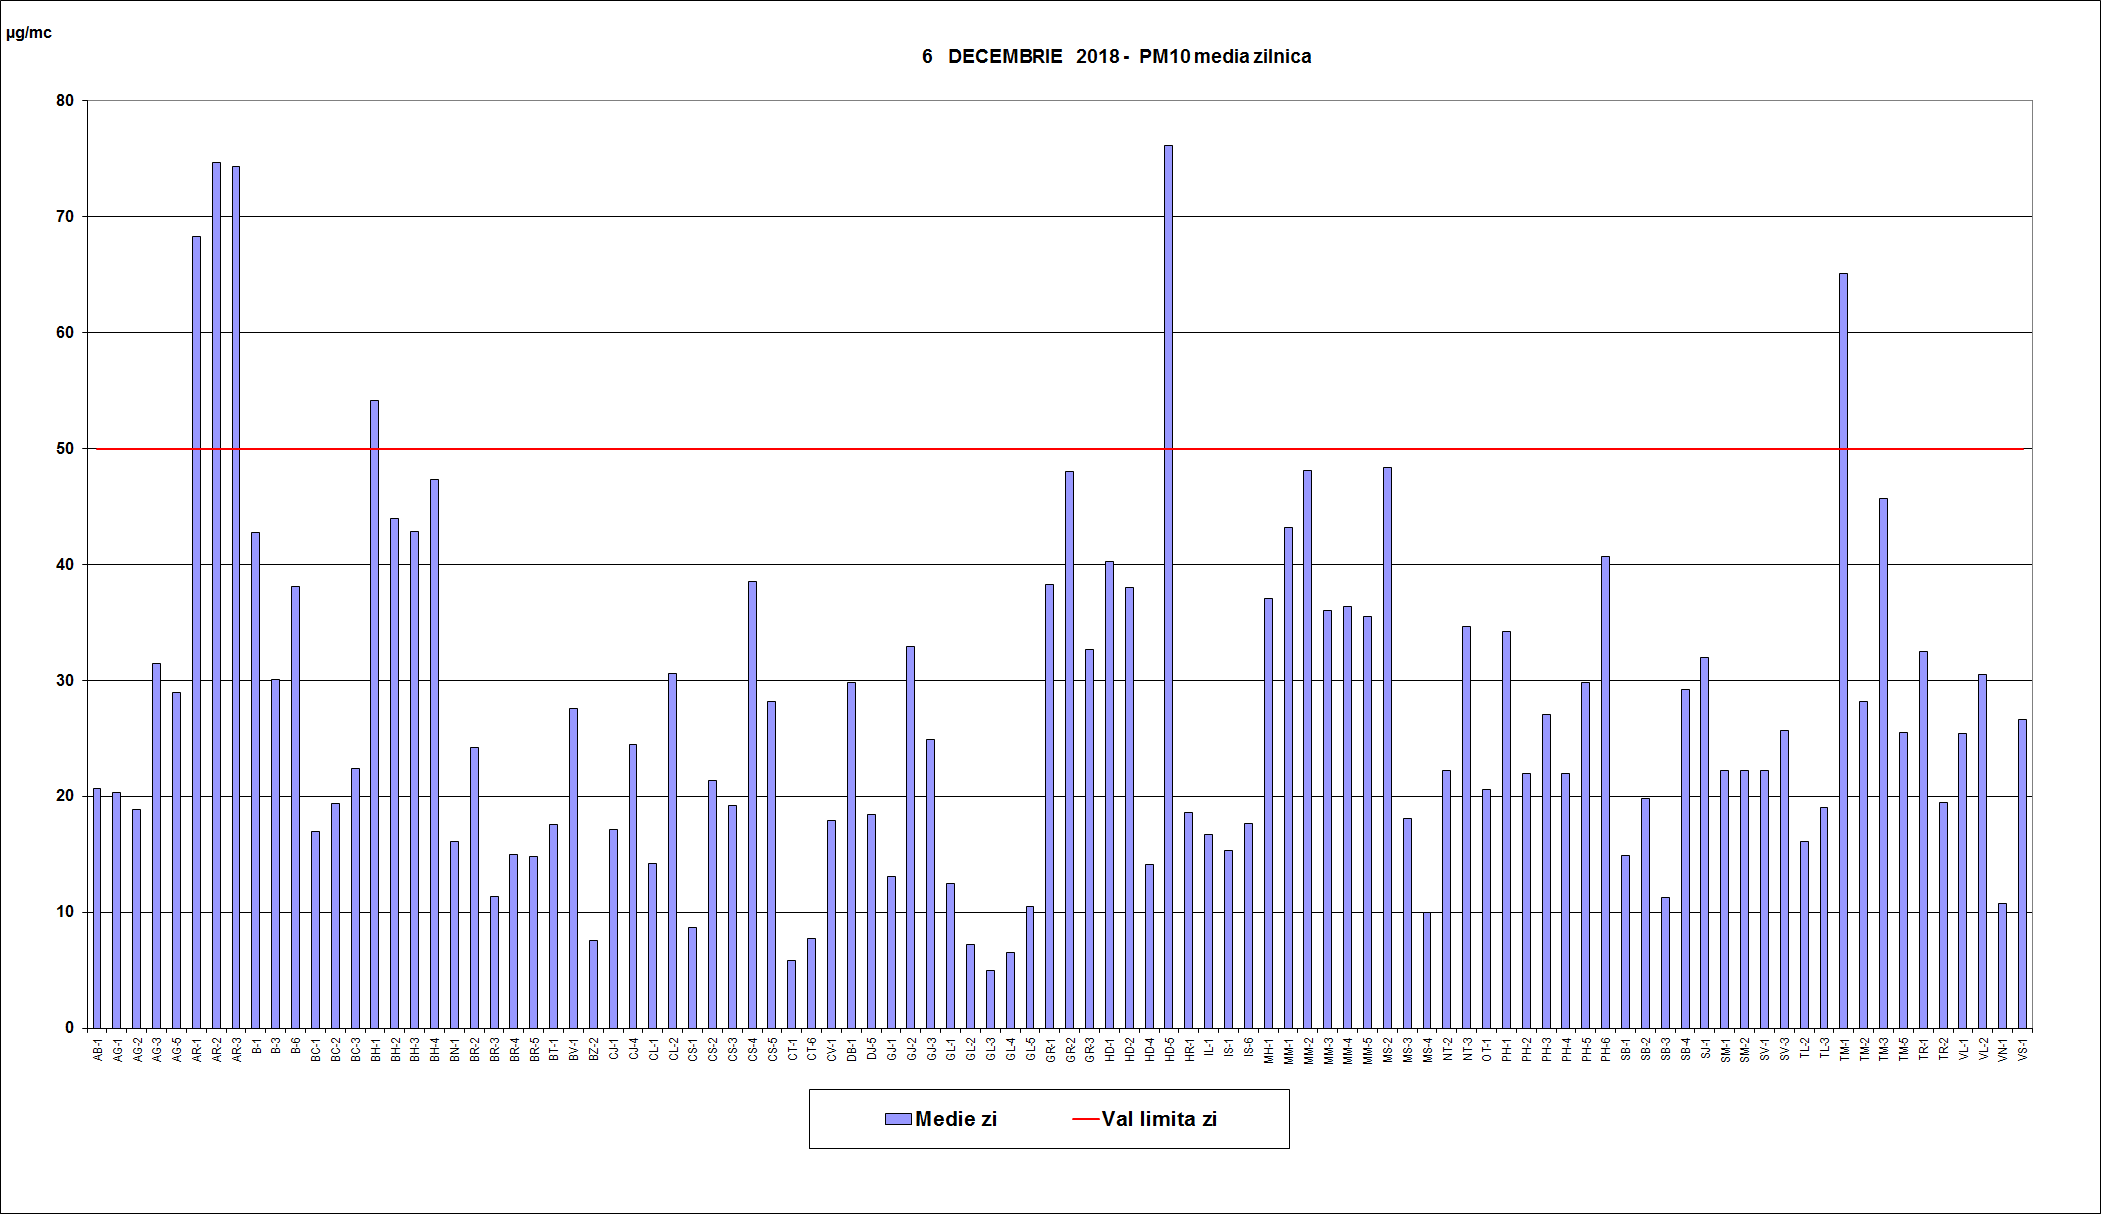 µg/mc
6 DECEMBRIE 2018 - PM10 media zilnica
80
70
60
50
40
30
20
10
0
AB-1 AG-1 AG-2 AG-3 AG-5 AR-1 AR-2 AR-3 B-1 B-3 B-6 BC-1 BC-2 BC-3 BH-1 BH-2 BH-3 BH-4 BN-1 BR-2 BR-3 BR-4 BR-5 BT-1 BV-1 BZ-2 CJ-1 CJ-4 CL-1 CL-2 CS-1 CS-2 CS-3 CS-4 CS-5 CT-1 CT-6 CV-1 DB-1 DJ-5 GJ-1 GJ-2 GJ-3 GL-1 GL-2 GL-3 GL-4 GL-5 GR-1 GR-2 GR-3 HD-1 HD-2 HD-4 HD-5 HR-1 IL-1 IS-1 IS-6 MH-1 MM-1 MM-2 MM-3 MM-4 MM-5 MS-2 MS-3 MS-4 NT-2 NT-3 OT-1 PH-1 PH-2 PH-3 PH-4 PH-5 PH-6 SB-1 SB-2 SB-3 SB-4 SJ-1 SM-1 SM-2 SV-1 SV-3 TL-2 TL-3 TM-1 TM-2 TM-3 TM-5 TR-1 TR-2 VL-1 VL-2 VN-1 VS-1
Medie zi Val limita zi